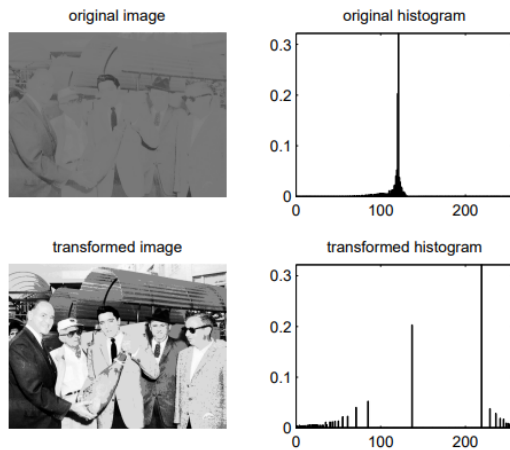 original image
original histogram
0.3
0.2
0.1
0
0 100 200
transformed image
transformed histogram
0.3
0.2
0.1
0
0 100 200